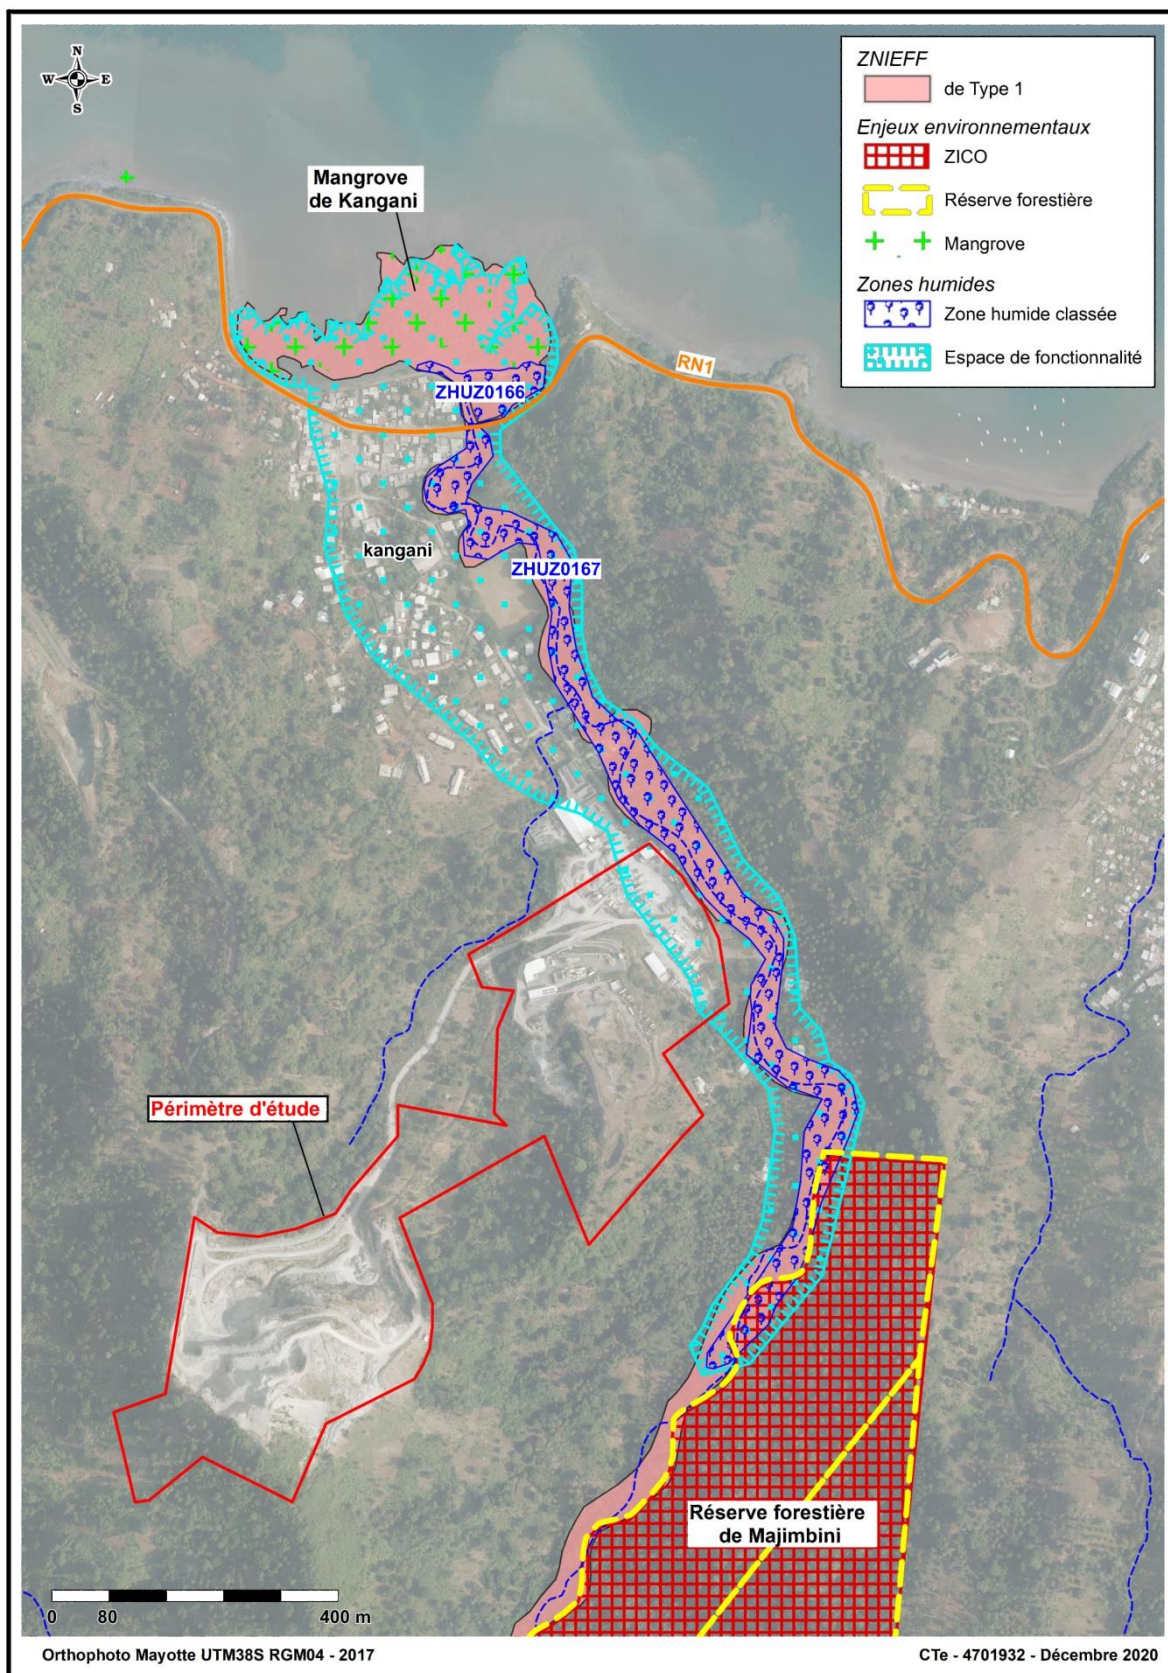 N
W E
S
ZNIEFF
de Type 1
Enjeux environnementaux
ZICO
Réserve forestière
Mangrove
Zones humides
Zone humide classée
Espace de fonctionnalité
Mangrove
de Kangani
RN1
ZHUZ0166
kangani
ZHUZ0167
Périmètre d'étude
Réserve forestière
de Majimbini
0 80 400 m
Orthophoto Mayotte UTM38S RGM04 - 2017
CTe - 4701932 - Décembre 2020